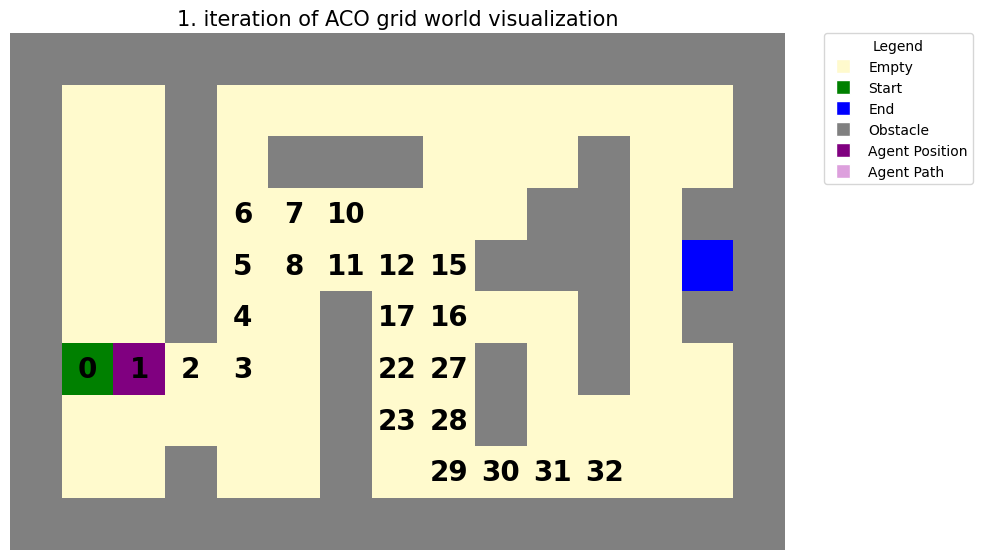 1. iteration of ACO grid world visualization
Legend
Empty
Start
End
Obstacle
Agent Position
Agent Path
6 7 10
5 8 11 12 15
4 17 16
0 1 2 3 22 27
23 28
29 30 31 32